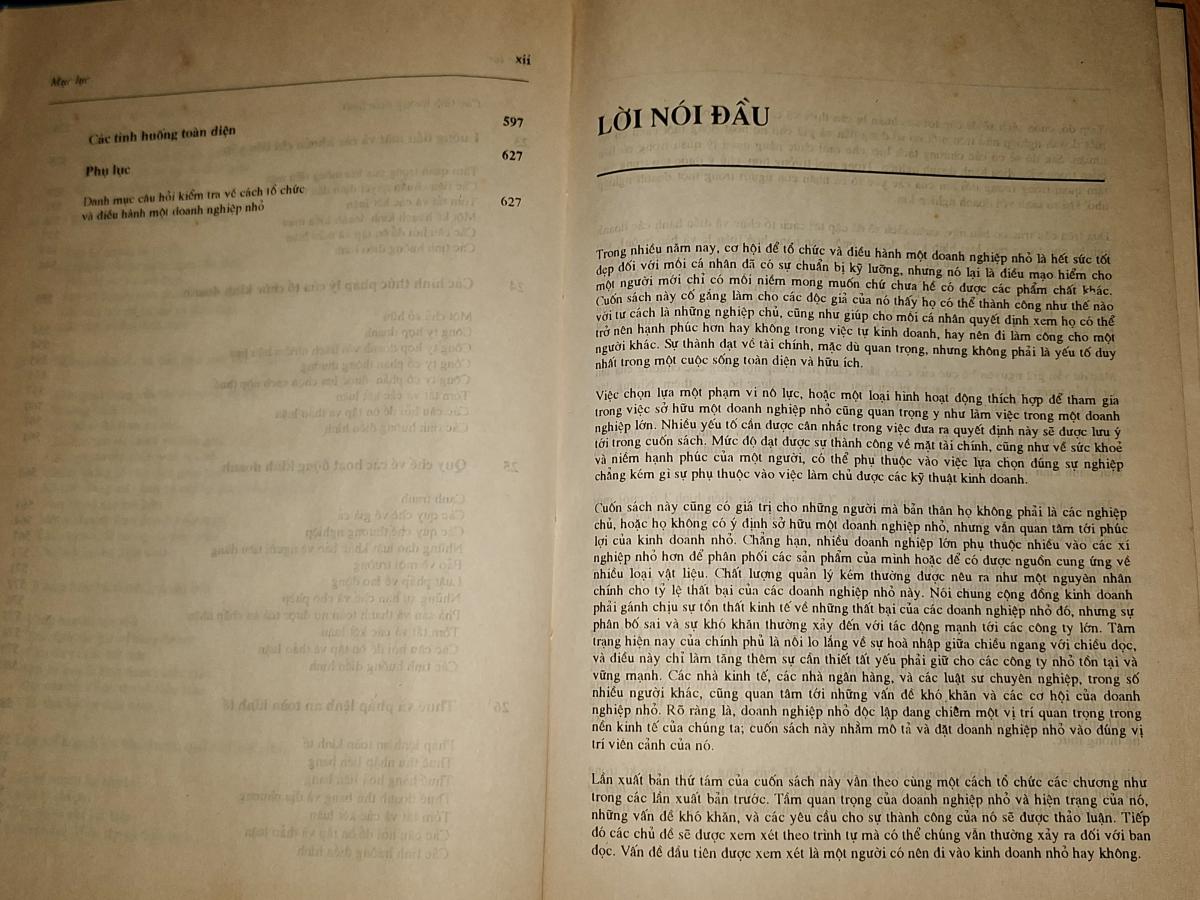 Mục lục
xii
Các tình huống toàn diện 597
Phụ lục 627
Danh mục câu hỏi kiểm tra về cách tổ chức
và điều hành một doanh nghiệp nhỏ 627
LỜI NÓI ĐẦU
Trong nhiều năm nay, cơ hội để tổ chức và điều hành một doanh nghiệp nhỏ là hết sức tốt
đẹp đối với mỗi cá nhân đã có sự chuẩn bị kỹ lưỡng, nhưng nó lại là điều mạo hiểm cho
một người mới chỉ có mỗi niềm mong muốn chứ chưa hề có được các phẩm chất khác.
Cuốn sách này cố gắng làm cho các độc giả của nó thấy họ có thể thành công như thế nào
với tư cách là những nghiệp chủ, cũng như giúp cho mỗi cá nhân quyết định xem họ có thể
trở nên hạnh phúc hơn hay không trong việc tự kinh doanh, hay nên đi làm công cho một
người khác. Sự thành đạt về tài chính, mặc dù quan trọng, nhưng không phải là yếu tố duy
nhất trong một cuộc sống toàn diện và hữu ích.
Việc chọn lựa một phạm vi nỗ lực, hoặc một loại hình hoạt động thích hợp để tham gia
trong việc sở hữu một doanh nghiệp nhỏ cũng quan trọng y như làm việc trong một doanh
nghiệp lớn. Nhiều yếu tố cần được cân nhắc trong việc đưa ra quyết định này sẽ được lưu ý
tới trong cuốn sách. Mức độ đạt được sự thành công về mặt tài chính, cũng như về sức khoẻ
và niềm hạnh phúc của một người, có thể phụ thuộc vào việc lựa chọn đúng sự nghiệp
chẳng kém gì sự phụ thuộc vào việc làm chủ được các kỹ thuật kinh doanh.
Cuốn sách này cũng có giá trị cho những người mà bản thân họ không phải là các nghiệp
chủ, hoặc họ không có ý định sở hữu một doanh nghiệp nhỏ, nhưng vẫn quan tâm tới phúc
lợi của kinh doanh nhỏ. Chẳng hạn, nhiều doanh nghiệp lớn phụ thuộc nhiều vào các xí
nghiệp nhỏ hơn để phân phối các sản phẩm của mình hoặc để có được nguồn cung ứng về
nhiều loại vật liệu. Chất lượng quản lý kém thường được nêu ra như một nguyên nhân
chính cho tỷ lệ thất bại của các doanh nghiệp nhỏ này. Nói chung cộng đồng kinh doanh
phải gánh chịu sự tổn thất kinh tế về những thất bại của các doanh nghiệp nhỏ đó, nhưng sự
phân bố sai và sự khó khăn thường xảy đến với tác động mạnh tới các công ty lớn. Tâm
trạng hiện nay của chính phủ là nỗi lo lắng về sự hoà nhập giữa chiều ngang với chiều dọc,
và điều này chỉ làm tăng thêm sự cần thiết tất yếu phải giữ cho các công ty nhỏ tồn tại và
vững mạnh. Các nhà kinh tế, các nhà ngân hàng, và các luật sư chuyên nghiệp, trong số
nhiều người khác, cũng quan tâm tới những vấn đề khó khăn và các cơ hội của doanh
nghiệp nhỏ. Rõ ràng là, doanh nghiệp nhỏ độc lập đang chiếm một vị trí quan trọng trong
nền kinh tế của chúng ta; cuốn sách này nhằm mô tả và đặt doanh nghiệp nhỏ vào đúng vị
trí viễn cảnh của nó.
Lần xuất bản thứ tám của cuốn sách này vẫn theo cùng một cách tổ chức các chương như
trong các lần xuất bản trước. Tầm quan trọng của doanh nghiệp nhỏ và hiện trạng của nó,
những vấn đề khó khăn, và các yêu cầu cho sự thành công của nó sẽ được thảo luận. Tiếp
đó các chủ đề sẽ được xem xét theo trình tự mà có thể chúng vẫn thường xảy ra đối với bạn
đọc. Vấn đề đầu tiên được xem xét là một người có nên đi vào kinh doanh nhỏ hay không.